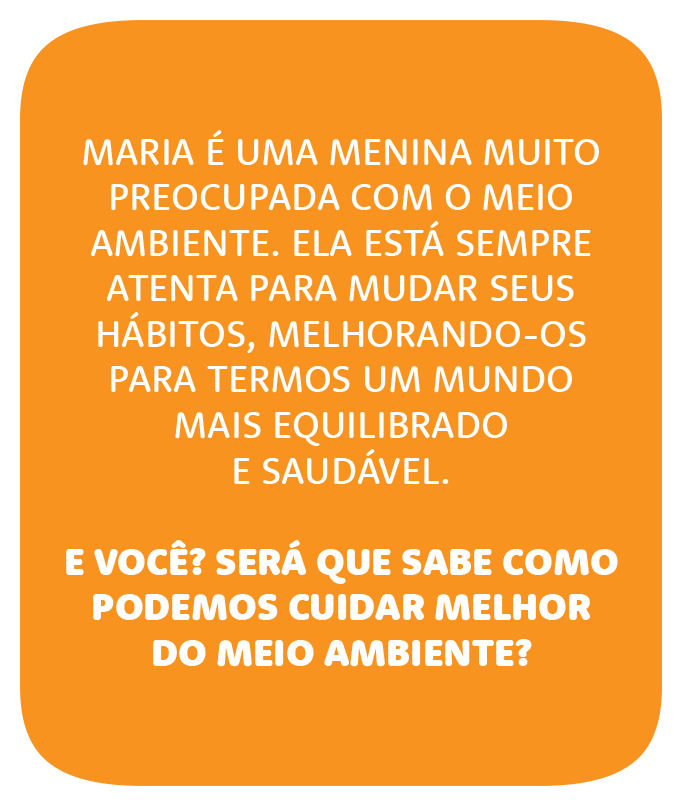 MARIA É UMA MENINA MUITO
PREOCUPADA COM O MEIO
AMBIENTE. ELA ESTÁ SEMPRE
ATENTA PARA MUDAR SEUS
HÁBITOS, MELHORANDO-OS
PARA TERMOS UM MUNDO
MAIS EQUILIBRADO
E SAUDÁVEL.
E VOCÊ? SERÁ QUE SABE COMO
PODEMOS CUIDAR MELHOR
DO MEIO AMBIENTE?